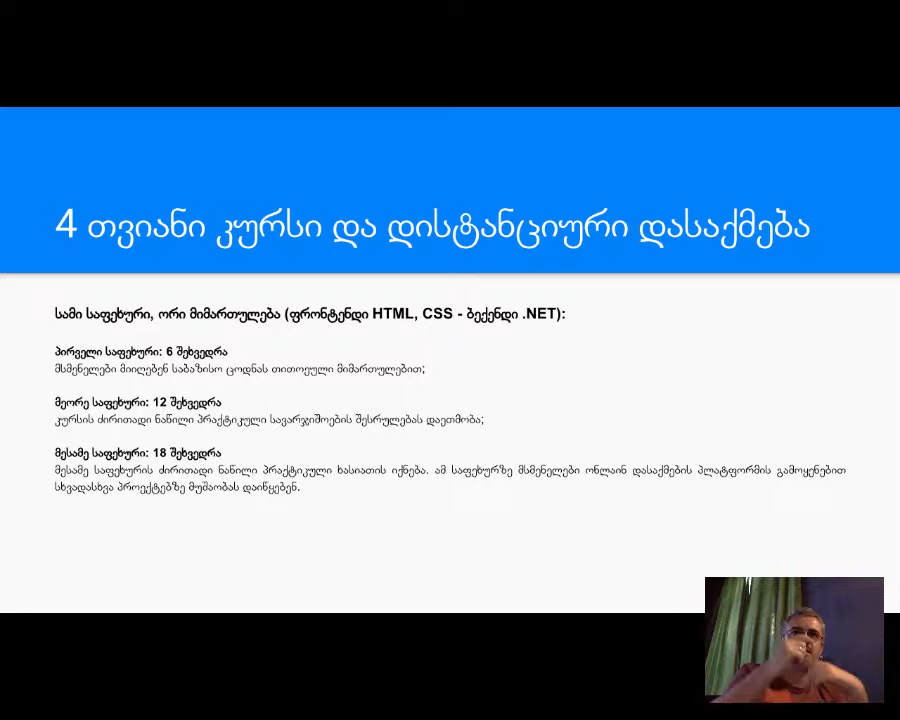 4 თვიანი კურსი და დისტანციური დასაქმება
სამი საფეხური, ორი მიმართულება (ფრონტენდი HTML, CSS - ბექენდი .NET):
პირველი საფეხური: 6 შეხვედრა
მსმენელები მიიღებენ საბაზისო ცოდნას თითოეული მიმართულებით;
მეორე საფეხური: 12 შეხვედრა
კურსის ძირითადი ნაწილი პრაქტიკული სავარჯიშოების შესრულებას დაეთმობა;
მესამე საფეხური: 18 შეხვედრა
მესამე საფეხურის ძირითადი ნაწილი პრაქტიკული ხასიათის იქნება. ამ საფეხურზე მსმენელები ონლაინ დასაქმების პლატფორმის გამოყენებით
სხვადასხვა პროექტებზე მუშაობას დაიწყებენ.